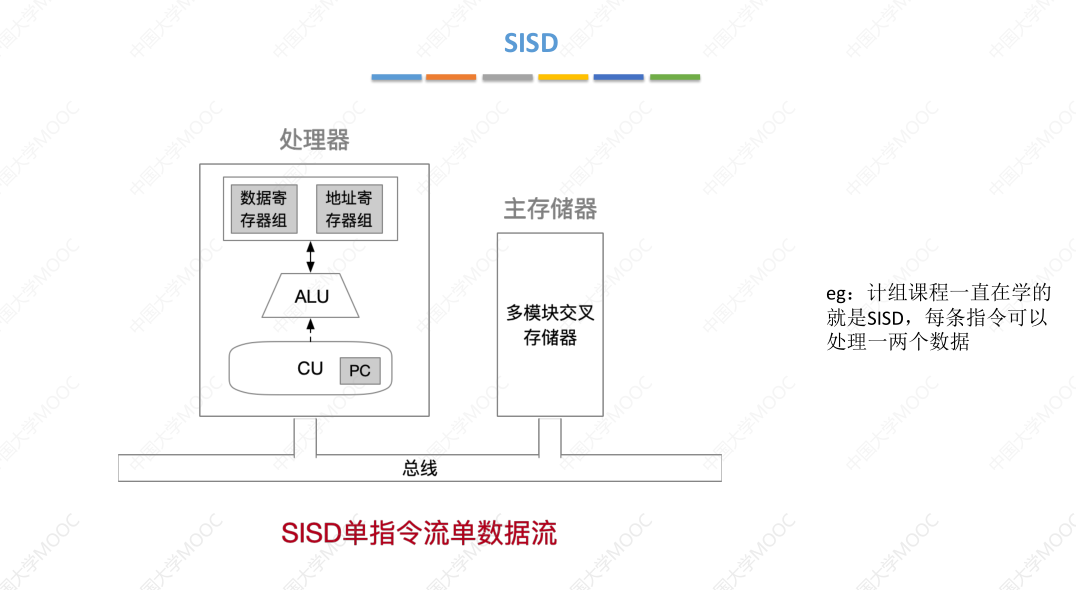 SISD
处理器
数据寄
存器组
地址寄
存器组
ALU
CU
PC
主存储器
多模块交叉
存储器
eg：计组课程一直在学的
就是SISD，每条指令可以
处理一两个数据
总线
SISD单指令流单数据流
中国大学MOOC